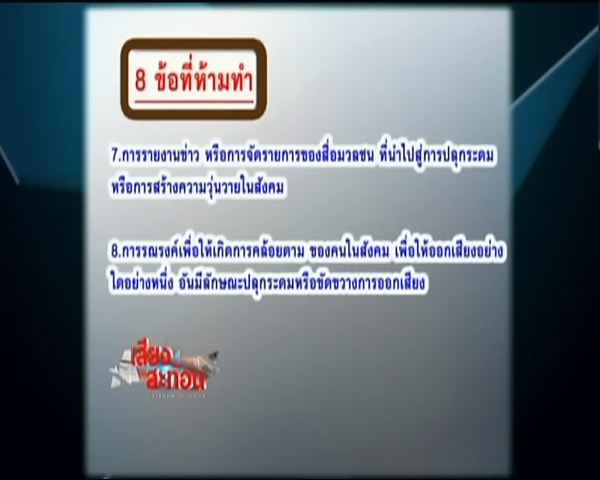 8 ข้อที่ห้ามทำ
7.การรายงานข่าว หรือการจัดรายการของสื่อมวลชน ที่นำไปสู่การปลุกระดม
หรือการสร้างความวุ่นวายในสังคม
8.การรณรงค์เพื่อให้เกิดการคล้อยตาม ของคนในสังคม เพื่อให้ออกเสียงอย่าง
ใดอย่างหนึ่ง อันมีลักษณะปลุกระดมหรือขัดขวางการออกเสียง
เสียง
สะท้อน